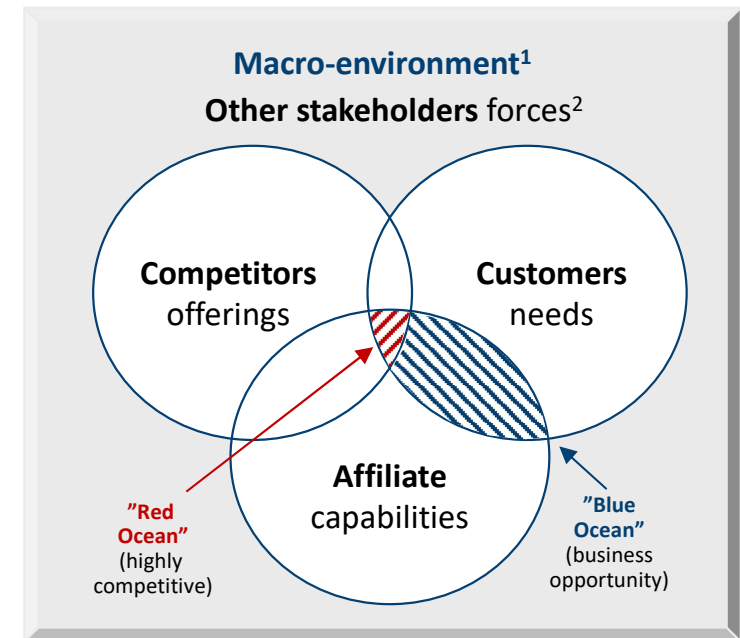 Macro-environment¹
Other stakeholders forces²
Competitors
offerings
Customers
needs
Affiliate
capabilities
”Red
Ocean”
(highly
competitive)
”Blue
Ocean”
(business
opportunity)